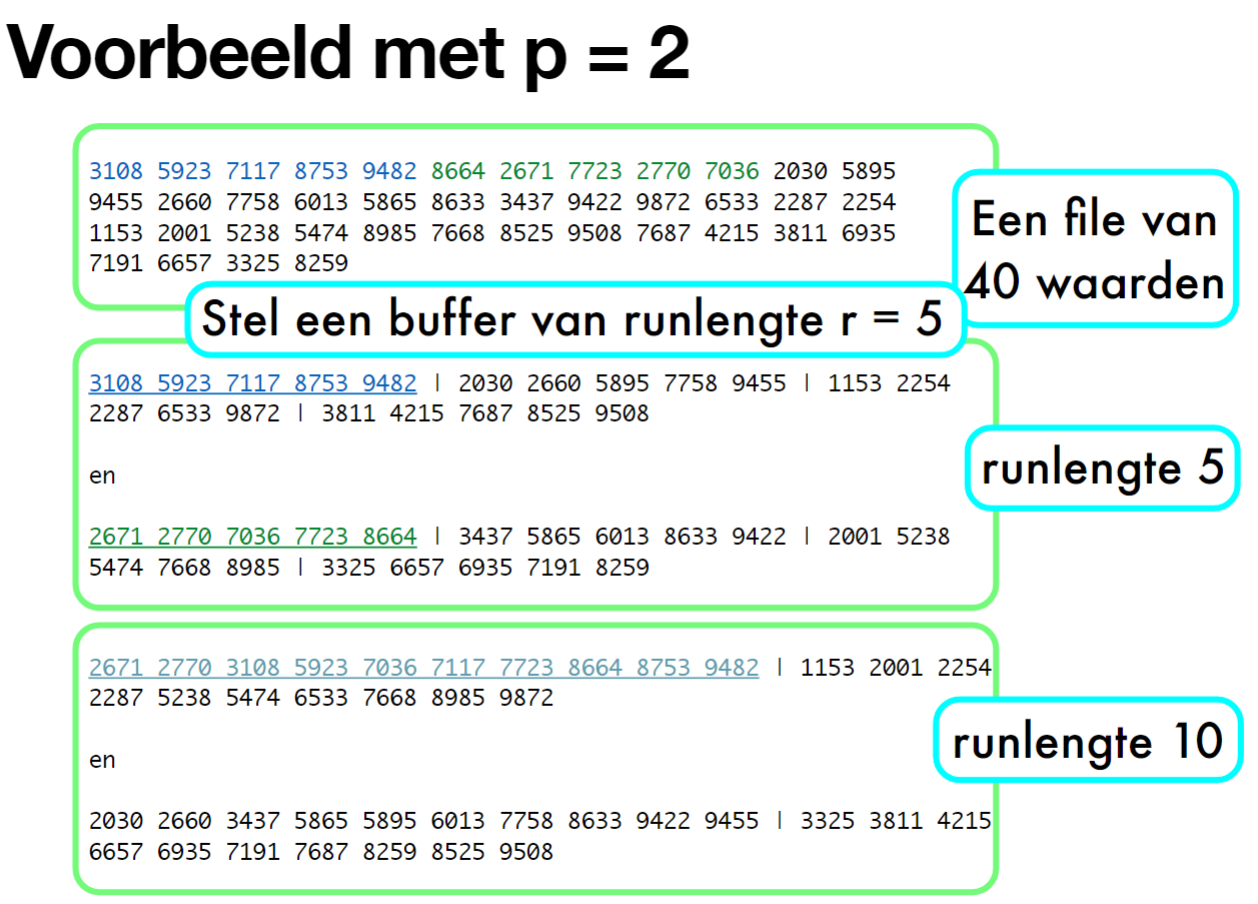 Voorbeeld met p = 2
3108 5923 7117 8753 9482 8664 2671 7723 2770 7036 2030 5895
9455 2660 7758 6013 5865 8633 3437 9422 9872 6533 2287 2254
1153 2001 5238 5474 8985 7668 8525 9508 7687 4215 3811 6935
7191 6657 3325 8259
Een file van
40 waarden
Stel een buffer van runlengte r = 5
3108 5923 7117 8753 9482 | 2030 2660 5895 7758 9455 | 1153 2254
2287 6533 9872 | 3811 4215 7687 8525 9508
en
2671 2770 7036 7723 8664 | 3437 5865 6013 8633 9422 | 2001 5238
5474 7668 8985 | 3325 6657 6935 7191 8259
runlengte 5
2671 2770 3108 5923 7036 7117 7723 8664 8753 9482 | 1153 2001 2254
2287 5238 5474 6533 7668 8985 9872
en
2030 2660 3437 5865 5895 6013 7758 8633 9422 9455 | 3325 3811 4215
6657 6935 7191 7687 8259 8525 9508
runlengte 10